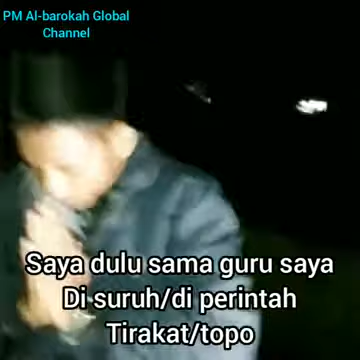 PM Al-barokah Global
Channel
Saya dulu sama guru saya
Di suruh/di perintah
Tirakat/topo